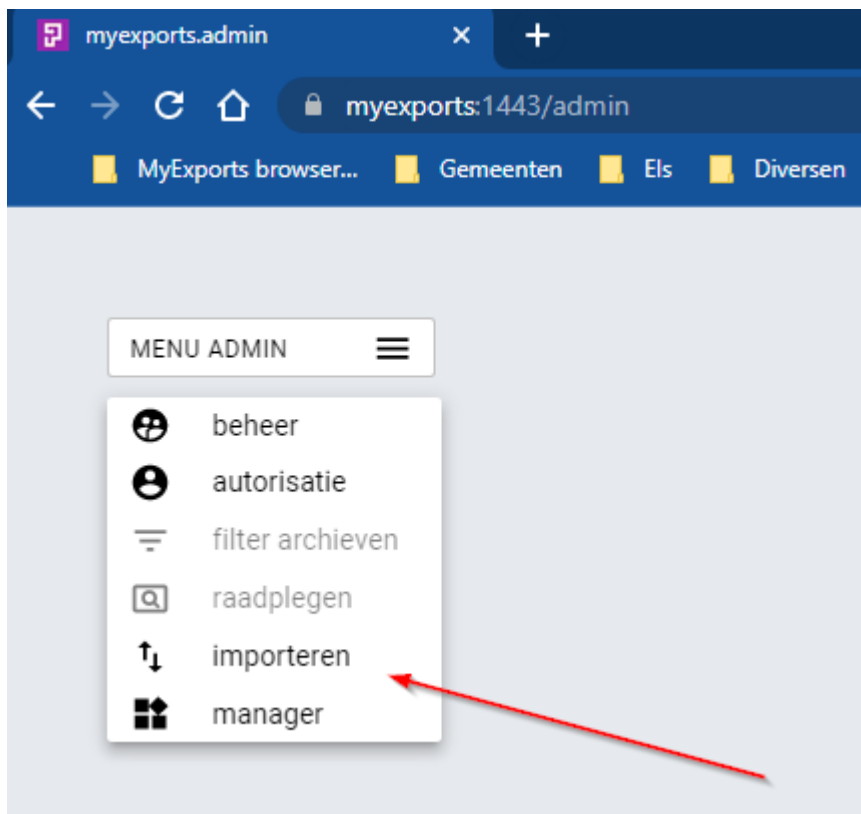 myexports.admin
myexports:1443/admin
MyExports browser... Gemeenten Els Diversen
MENU ADMIN
beheer
autorisatie
filter archieven
raadplegen
importeren
manager